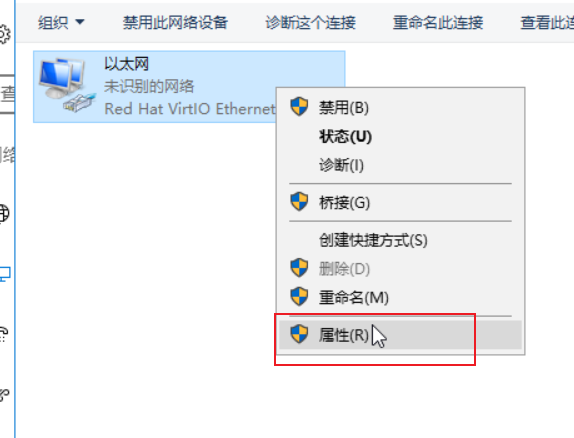 组织 禁用此网络设备 诊断这个连接 重命名此连接 查看此
以太网
未识别的网络
Red Hat VirtIO Ethernet
禁用(B)
状态(U)
诊断(I)
桥接(G)
创建快捷方式(S)
删除(D)
重命名(M)
属性(R)
查
络